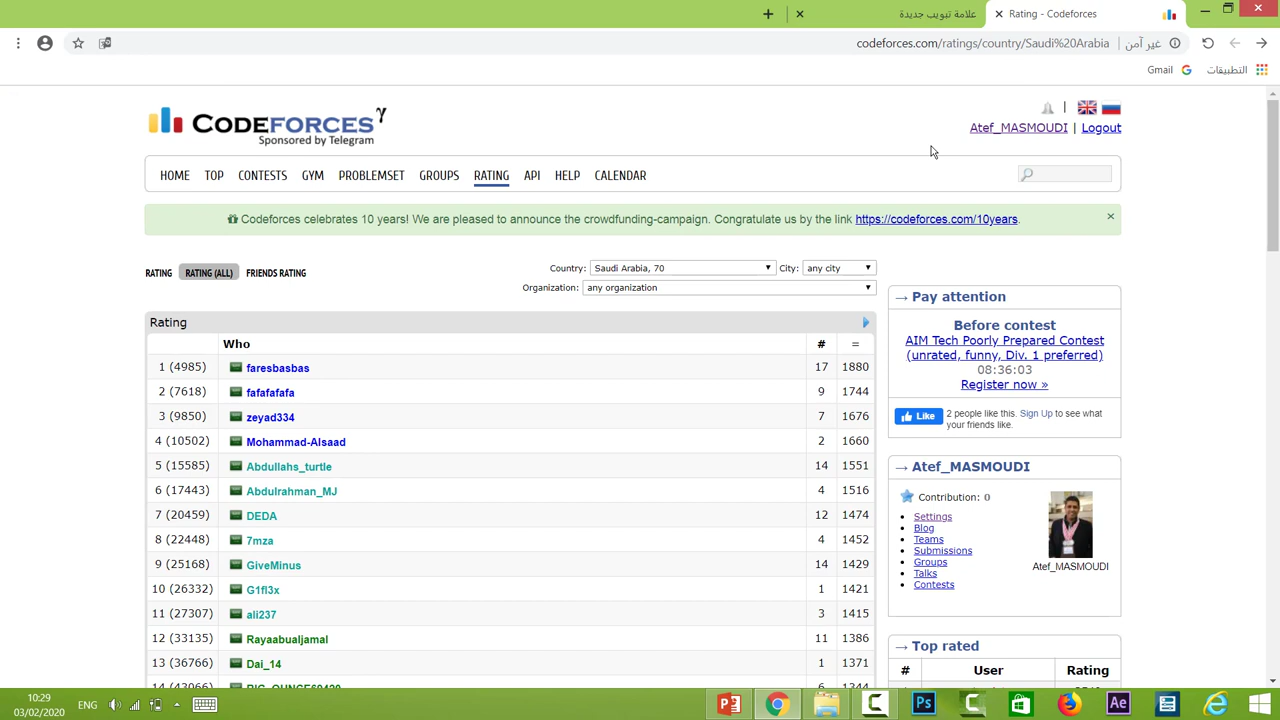 علامة تبويب جديدة
Rating - Codeforces
codeforces.com/ratings/country/Saudi%20Arabia
غير آمن
Gmail
التطبيقات
CODEFORCES γ
Sponsored by Telegram
Atef_MASMOUDI | Logout
HOME TOP CONTESTS GYM PROBLEMSET GROUPS RATING API HELP CALENDAR
Codeforces celebrates 10 years! We are pleased to announce the crowdfunding-campaign. Congratulate us by the link https://codeforces.com/10years.
RATING RATING (ALL) FRIENDS RATING
Country: Saudi Arabia, 70 City: any city
Organization: any organization
Rating
Who # =
1 (4985) faresbasbas 17 1880
2 (7618) fafafafafa 9 1744
3 (9850) zeyad334 7 1676
4 (10502) Mohammad-Alsaad 2 1660
5 (15585) Abdullahs_turtle 14 1551
6 (17443) Abdulrahman_MJ 4 1516
7 (20459) DEDA 12 1474
8 (22448) 7mza 4 1452
9 (25168) GiveMinus 14 1429
10 (26332) G1fl3x 1 1421
11 (27307) ali237 3 1415
12 (33135) Rayaabualjamal 11 1386
13 (36766) Dai_14 1 1371
→ Pay attention
Before contest
AIM Tech Poorly Prepared Contest
(unrated, funny, Div. 1 preferred)
08:36:03
Register now »
Like 2 people like this. Sign Up to see what
your friends like.
→ Atef_MASMOUDI
Contribution: 0
Settings
Blog
Teams
Submissions
Groups
Talks
Contests
Atef_MASMOUDI
→ Top rated
# User Rating
10:29
03/02/2020
ENG
Ps
Ae